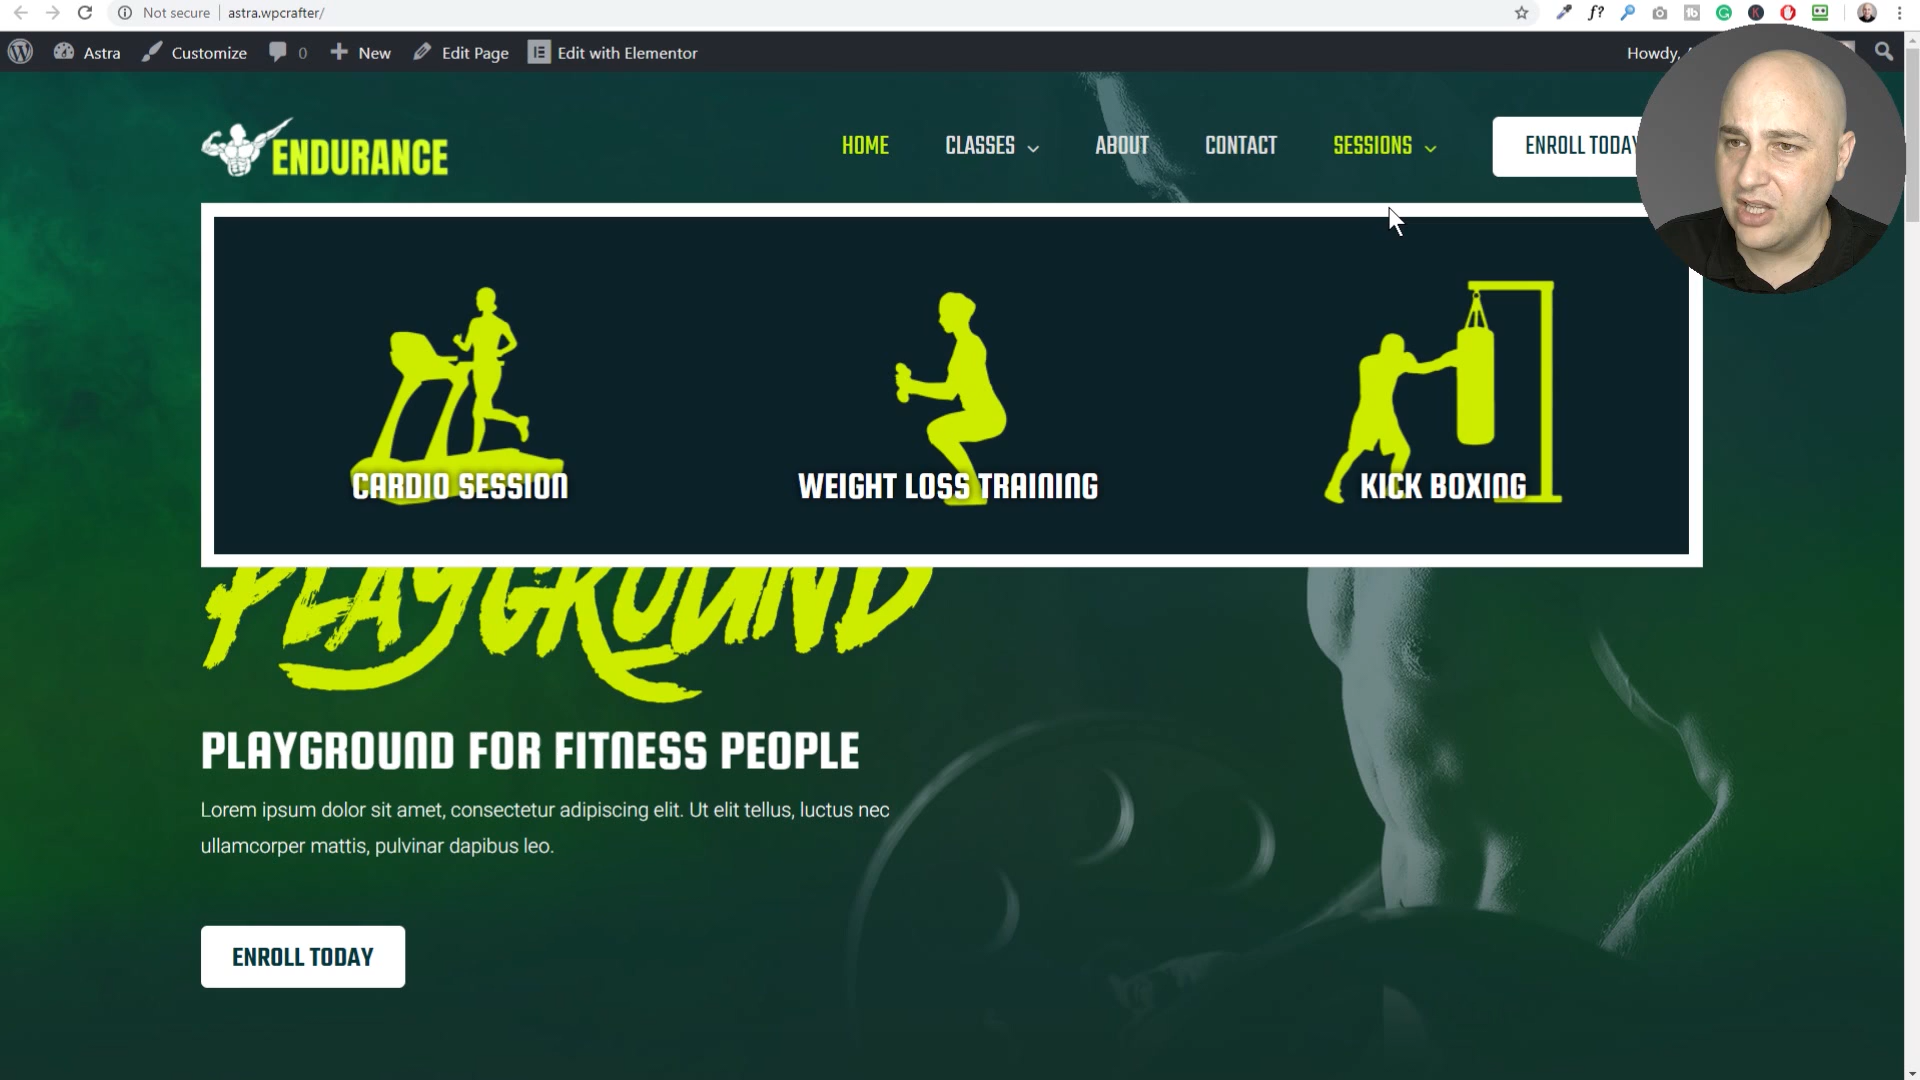 Not secure astra.wpcrafter/
f?
Astra Customize 0 New Edit Page Edit with Elementor Howdy,
ENDURANCE HOME CLASSES ABOUT CONTACT SESSIONS ENROLL TODAY
CARDIO SESSION WEIGHT LOSS TRAINING KICK BOXING
PLAYGROUND
PLAYGROUND FOR FITNESS PEOPLE
Lorem ipsum dolor sit amet, consectetur adipiscing elit. Ut elit tellus, luctus nec
ullamcorper mattis, pulvinar dapibus leo.
ENROLL TODAY